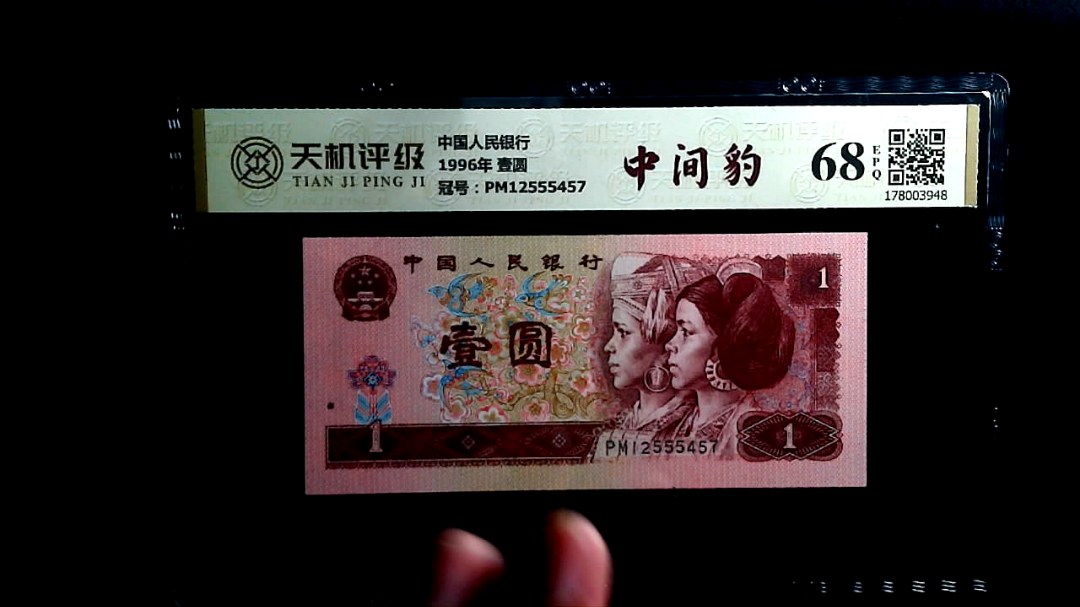 天机评级
TIAN JI PING JI
中国人民银行
1996年 壹圆
冠号：PM12555457
中间豹
68
EPQ
178003948
中国人民银行
1
壹圆
1
PM12555457
1